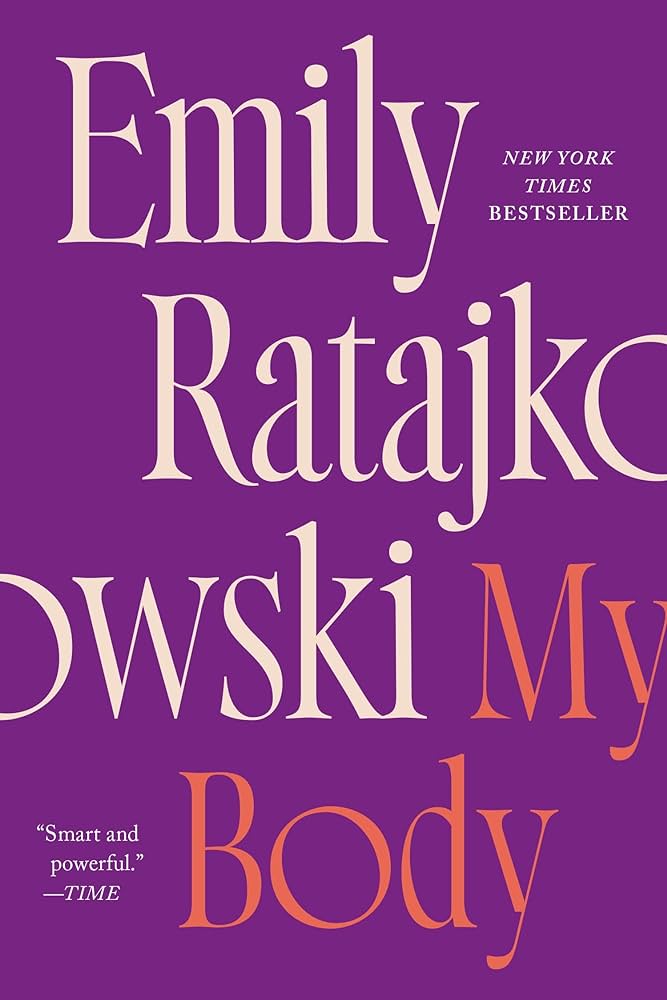 Emily
NEW YORK
TIMES
BESTSELLER
Ratajko
owski My
Body
“Smart and
powerful.”
—TIME